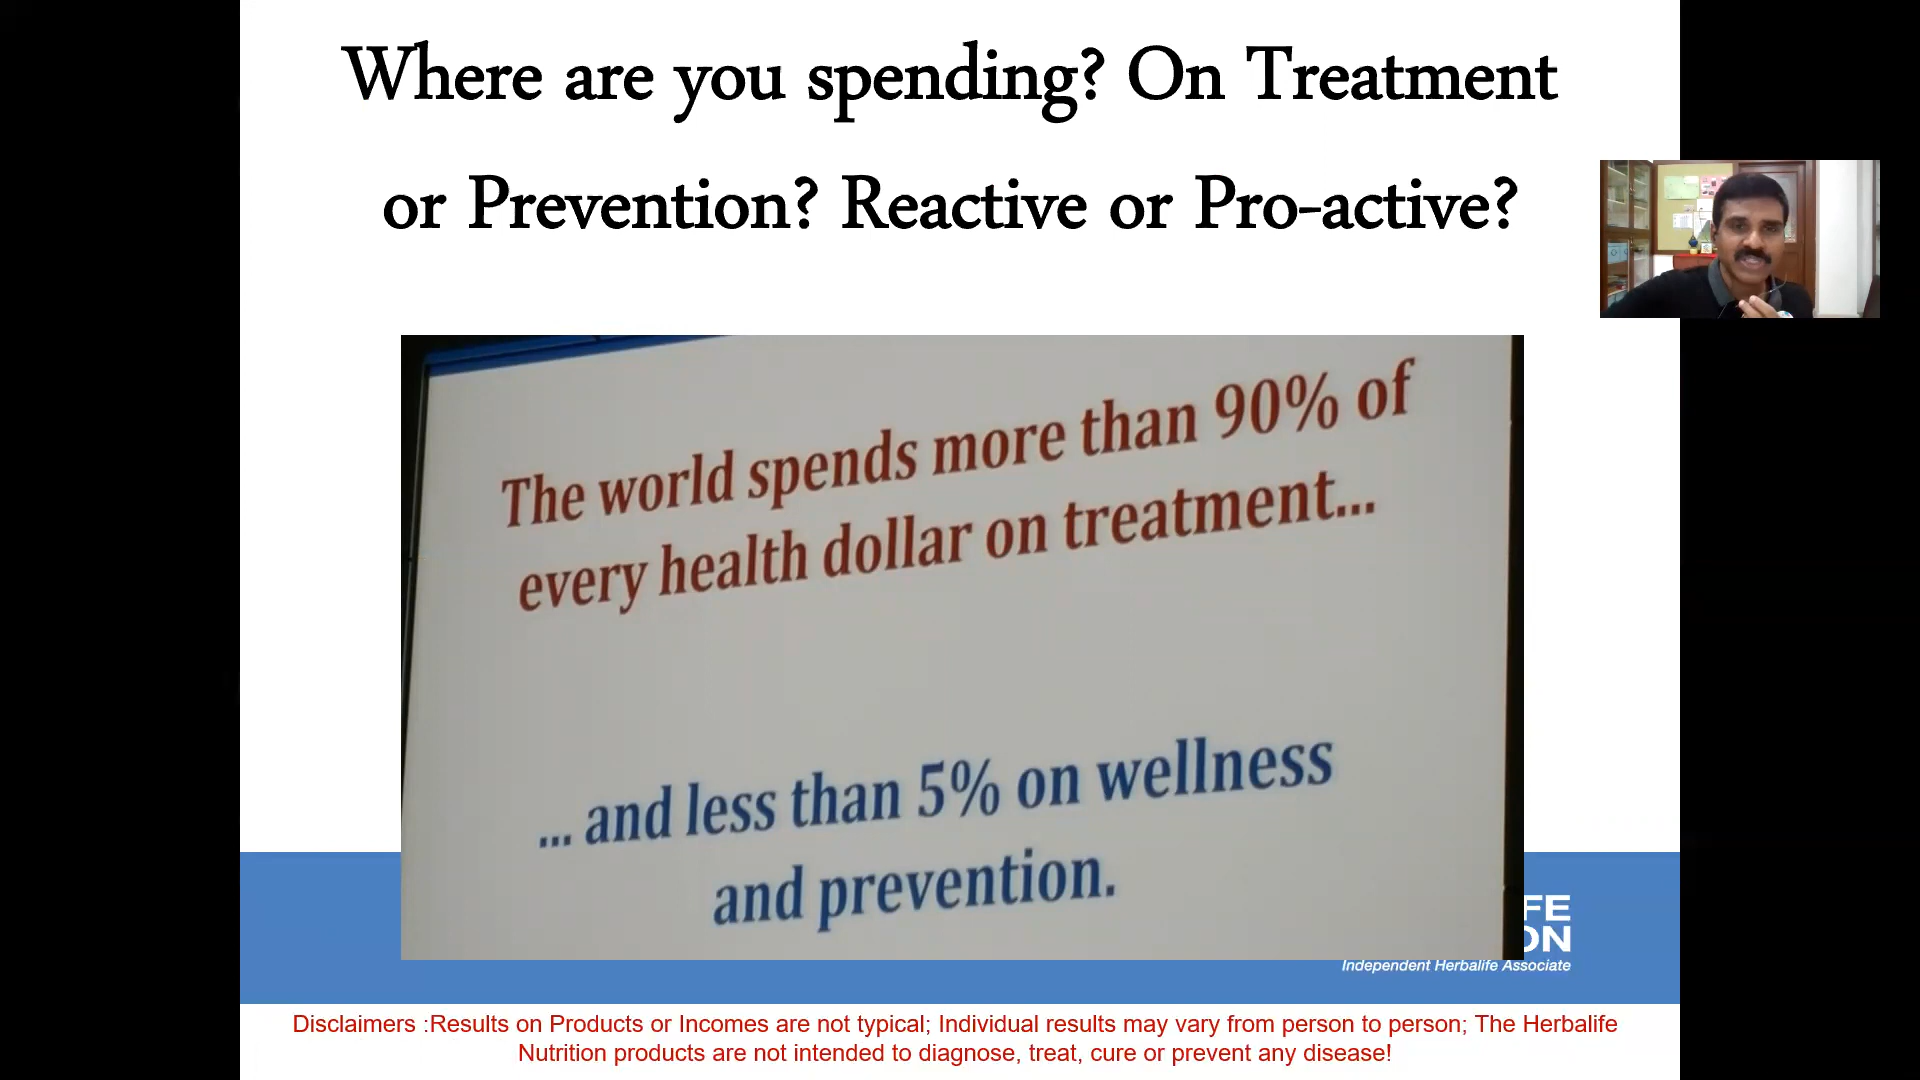 Where are you spending? On Treatment
or Prevention? Reactive or Pro-active?
The world spends more than 90% of
every health dollar on treatment...
... and less than 5% on wellness
and prevention.
FE
ON
Independent Herbalife Associate
Disclaimers :Results on Products or Incomes are not typical; Individual results may vary from person to person; The Herbalife
Nutrition products are not intended to diagnose, treat, cure or prevent any disease!